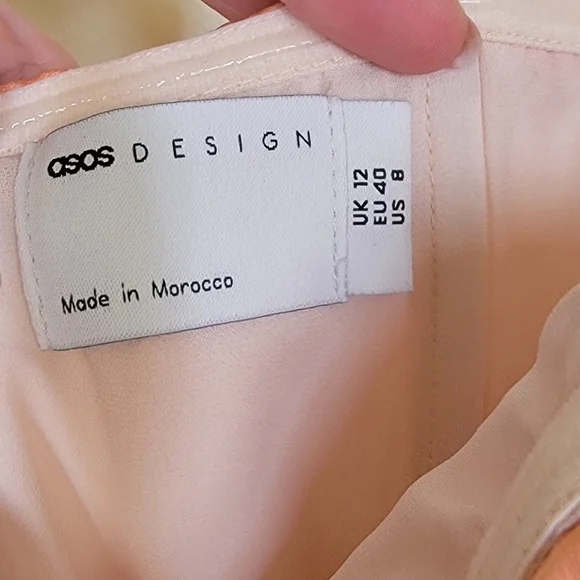 asos DESIGN
Made in Morocco
UK 12
EU 40
US 8